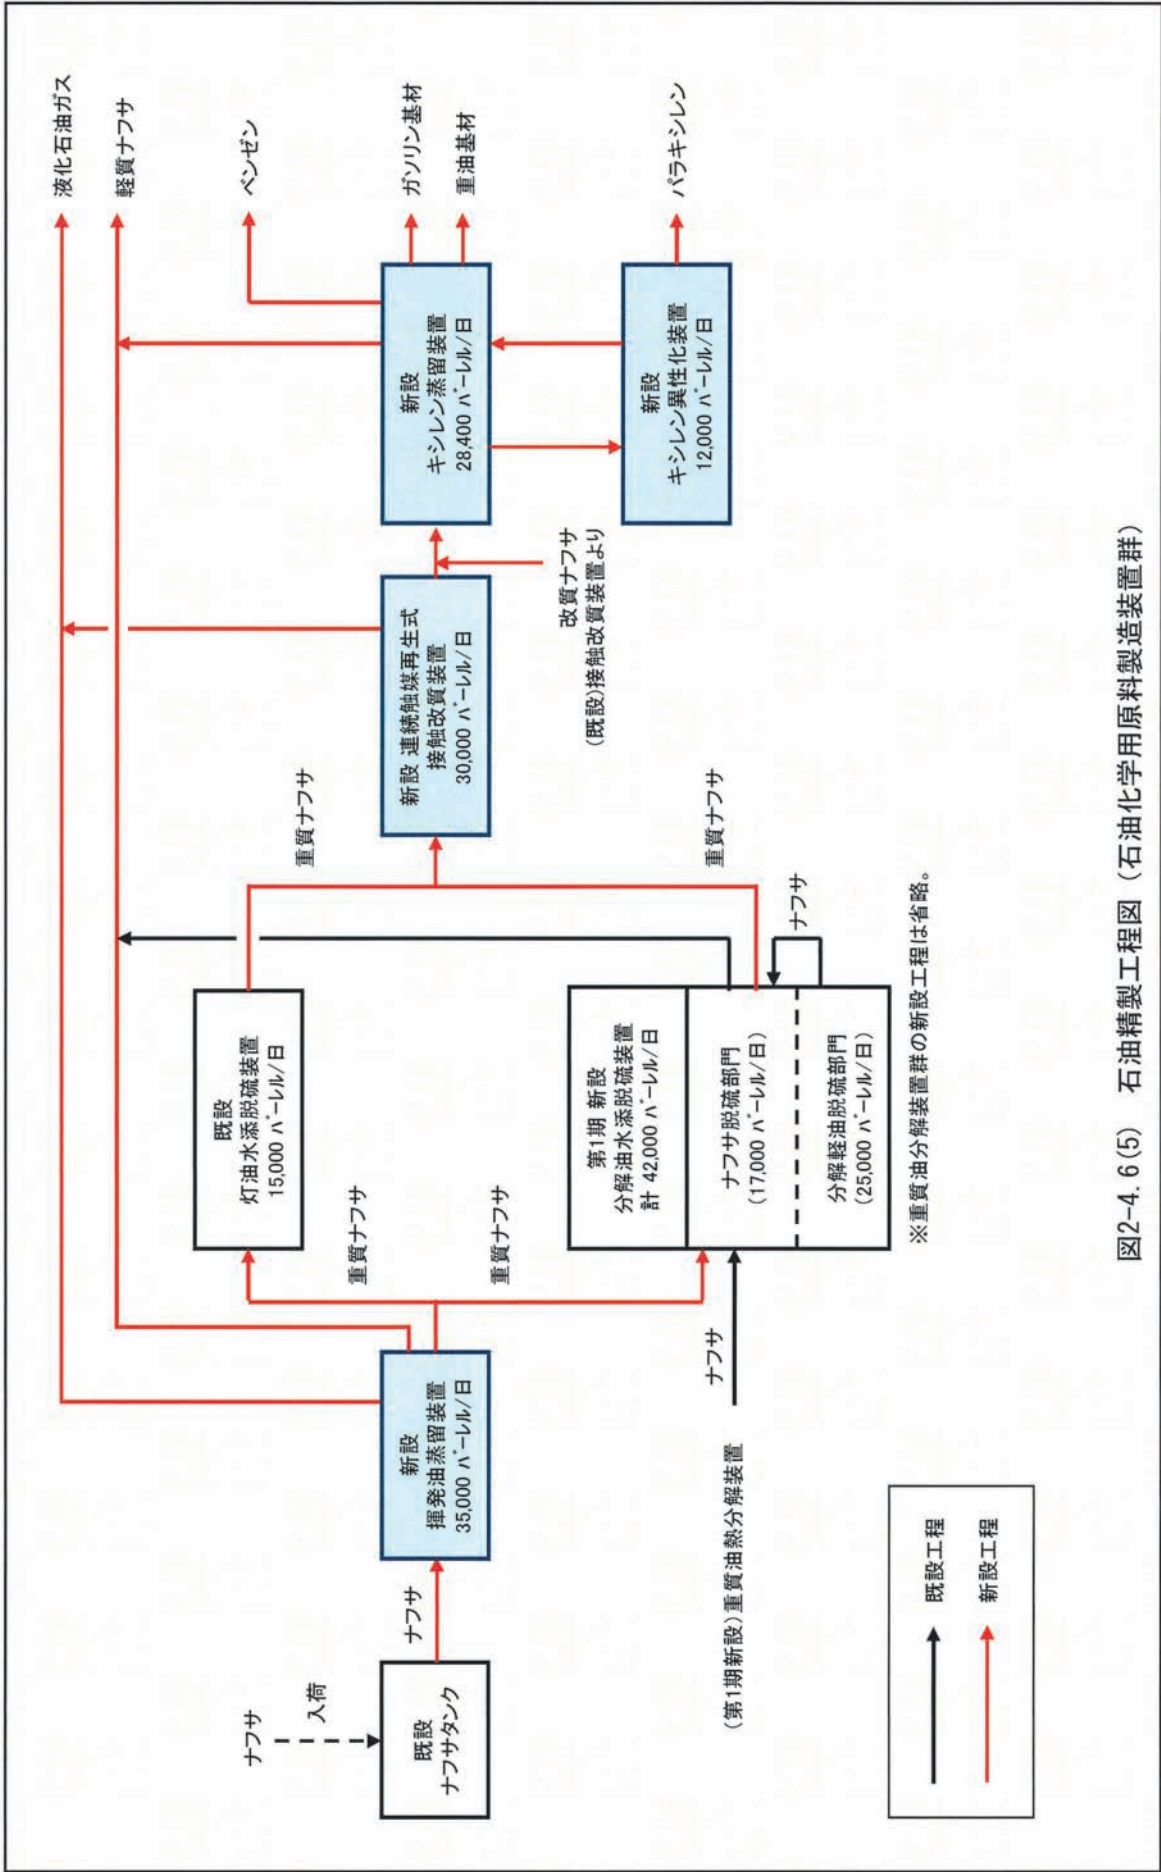 液化石油ガス
軽質ナフサ
ベンゼン
ガソリン基材
重油基材
パラキシレン
新設
キシレン蒸留装置
28,400 バーレル/日
新設
キシレン異性化装置
12,000 バーレル/日
改質ナフサ
(既設)接触改質装置より
新設 連続触媒再生式
接触改質装置
30,000 バーレル/日
重質ナフサ
重質ナフサ
ナフサ
既設
灯油水添脱硫装置
15,000 バーレル/日
第1期 新設
分解油水添脱硫装置
計 42,000 バーレル/日
ナフサ脱硫部門
(17,000 バーレル/日)
分解軽油脱硫部門
(25,000 バーレル/日)
※重質油分解装置群の新設工程は省略。
重質ナフサ
重質ナフサ
新設
揮発油蒸留装置
35,000 バーレル/日
ナフサ
(第1期新設)重質油熱分解装置
ナフサ
ナフサ
入荷
既設
ナフサタンク
既設工程
新設工程
図2-4.6(5) 石油精製工程図(石油化学用原料製造装置群)